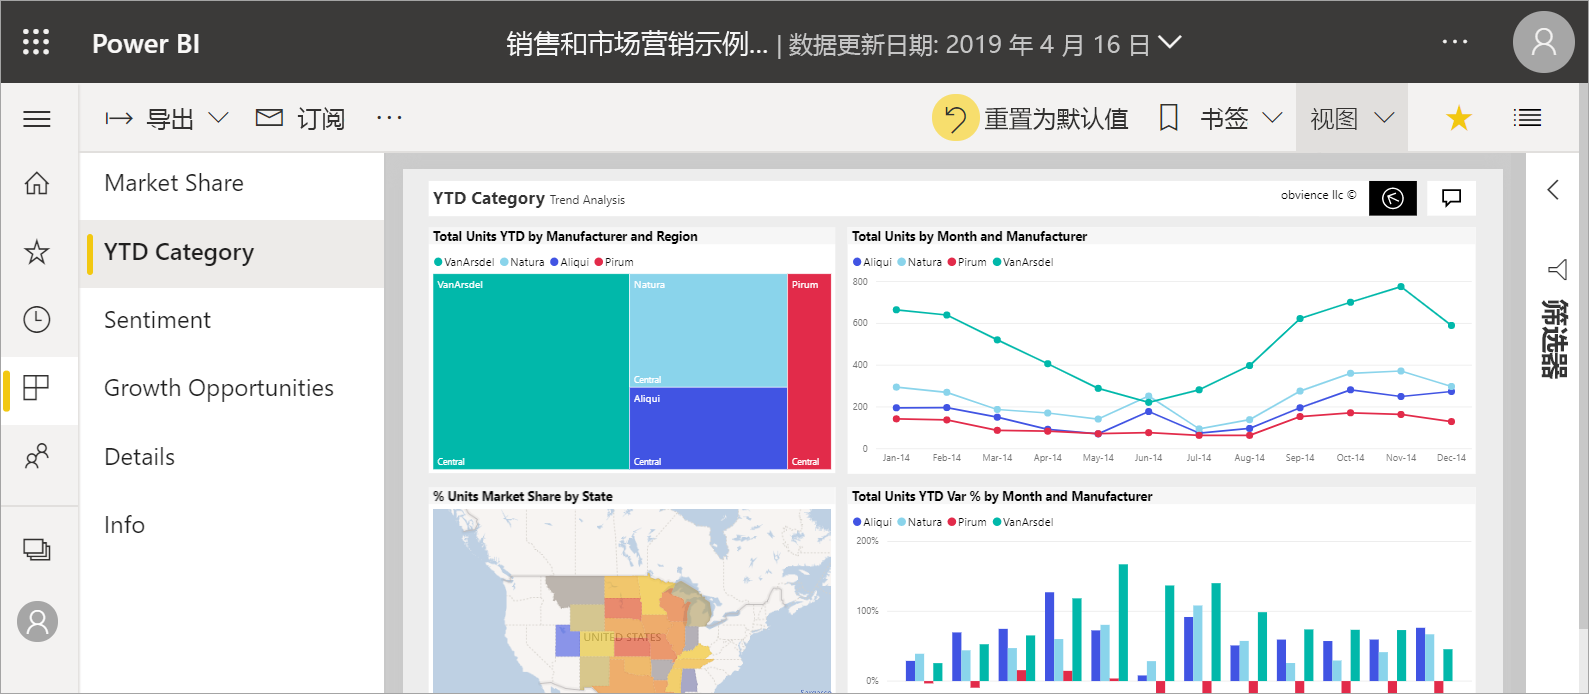 Power BI
销售和市场营销示例... | 数据更新日期: 2019 年 4 月 16 日
...
导出
订阅
...
重置为默认值
书签
视图
Market Share
YTD Category
Sentiment
Growth Opportunities
Details
Info
YTD Category Trend Analysis
obvience llc ©
Total Units YTD by Manufacturer and Region
VanArsdel Natura Aliqui Pirum
VanArsdel
Central
Natura
Central
Aliqui
Central
Pirum
Central
Total Units by Month and Manufacturer
Aliqui Natura Pirum VanArsdel
800
600
400
200
0
Jan-14 Feb-14 Mar-14 Apr-14 May-14 Jun-14 Jul-14 Aug-14 Sep-14 Oct-14 Nov-14 Dec-14
% Units Market Share by State
UNITED STATES
Total Units YTD Var % by Month and Manufacturer
Aliqui Natura Pirum VanArsdel
200%
100%
0%
筛选器